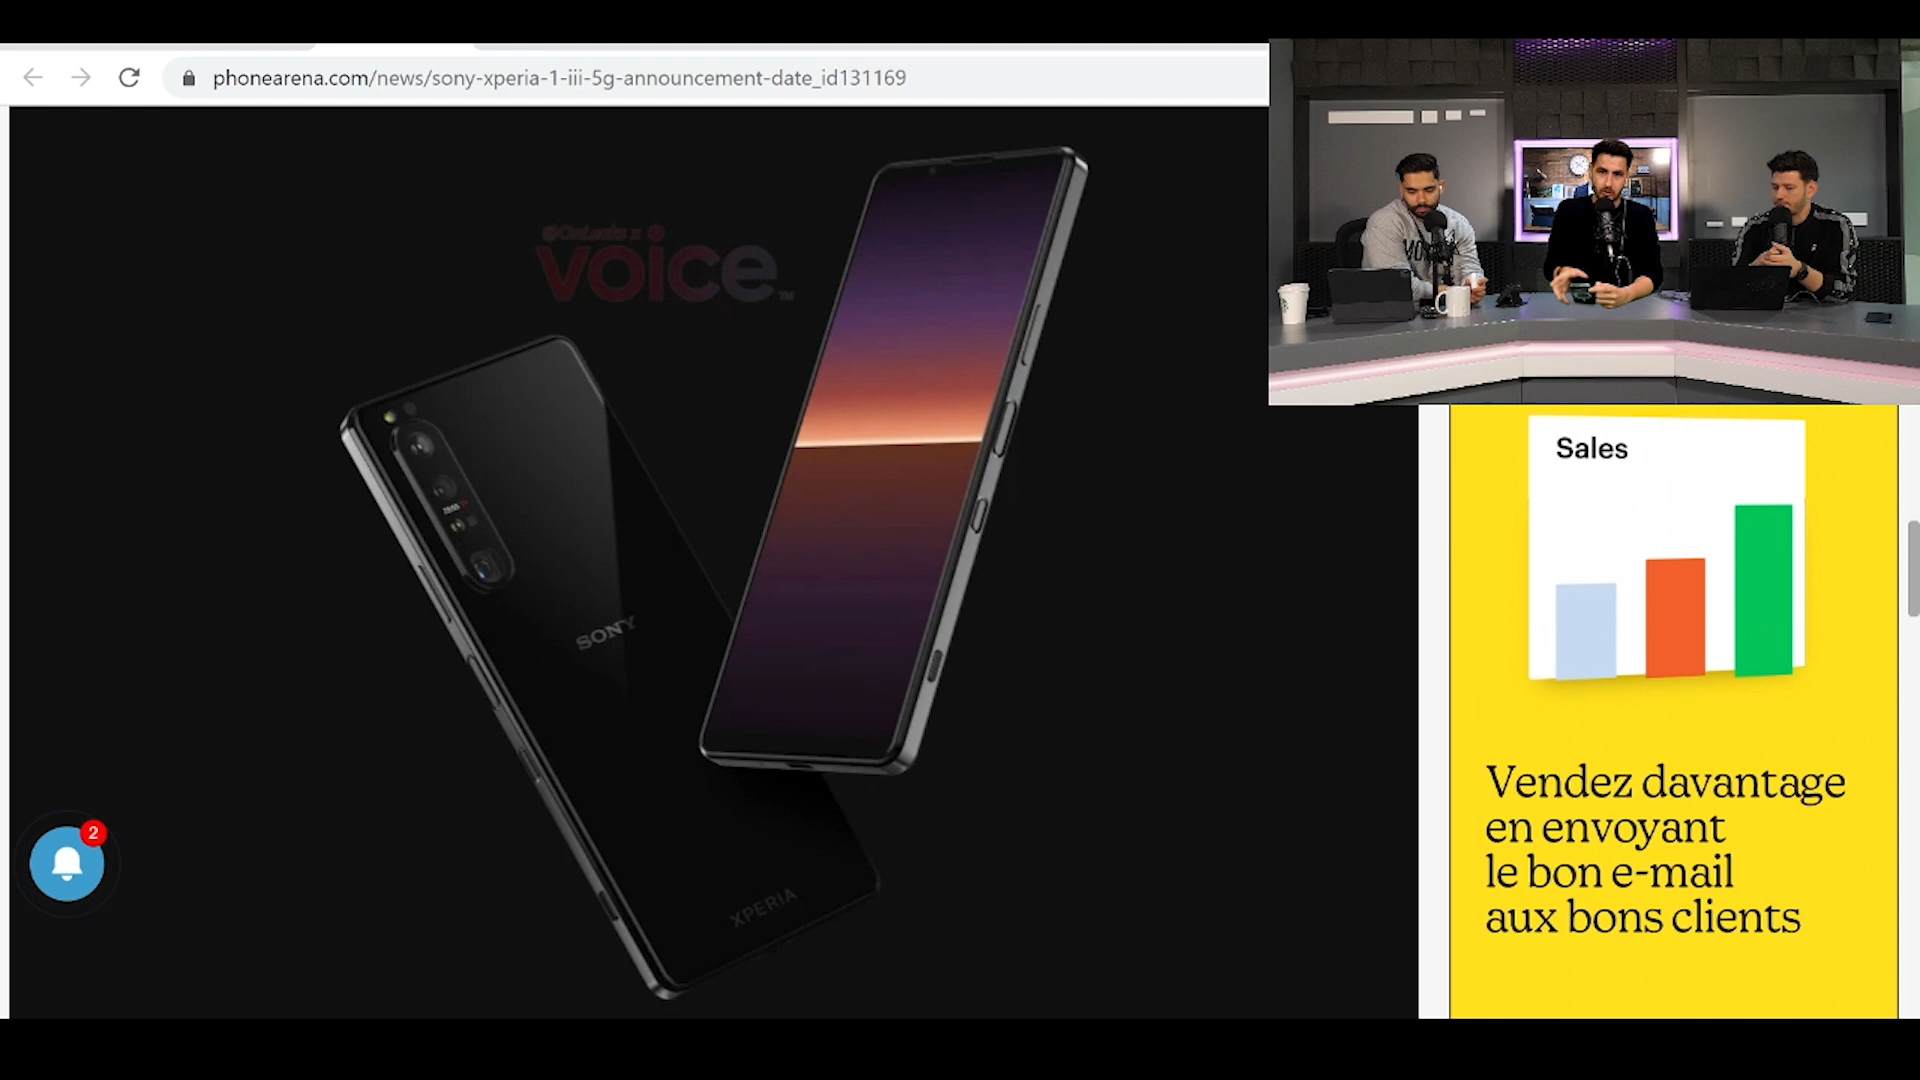 phonearena.com/news/sony-xperia-1-iii-5g-announcement-date_id131169
@OnLeaks x
voice
SONY
XPERIA
2
Sales
Vendez davantage
en envoyant
le bon e-mail
aux bons clients